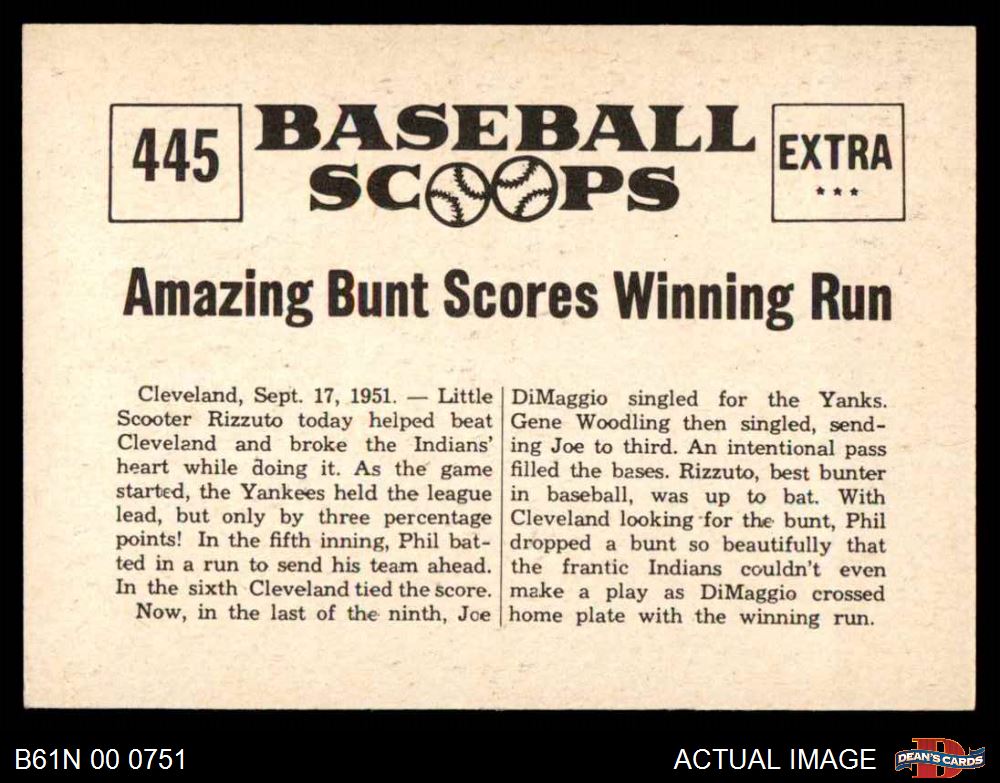 445
BASEBALL
SCOOPS
EXTRA
***
Amazing Bunt Scores Winning Run
Cleveland, Sept. 17, 1951. — Little
Scooter Rizzuto today helped beat
Cleveland and broke the Indians'
heart while doing it. As the game
started, the Yankees held the league
lead, but only by three percentage
points! In the fifth inning, Phil bat-
ted in a run to send his team ahead.
In the sixth Cleveland tied the score.
Now, in the last of the ninth, Joe
DiMaggio singled for the Yanks.
Gene Woodling then singled, send-
ing Joe to third. An intentional pass
filled the bases. Rizzuto, best bunter
in baseball, was up to bat. With
Cleveland looking for the bunt, Phil
dropped a bunt so beautifully that
the frantic Indians couldn't even
make a play as DiMaggio crossed
home plate with the winning run.
B61N 00 0751
ACTUAL IMAGE
D
DEAN'S CARDS